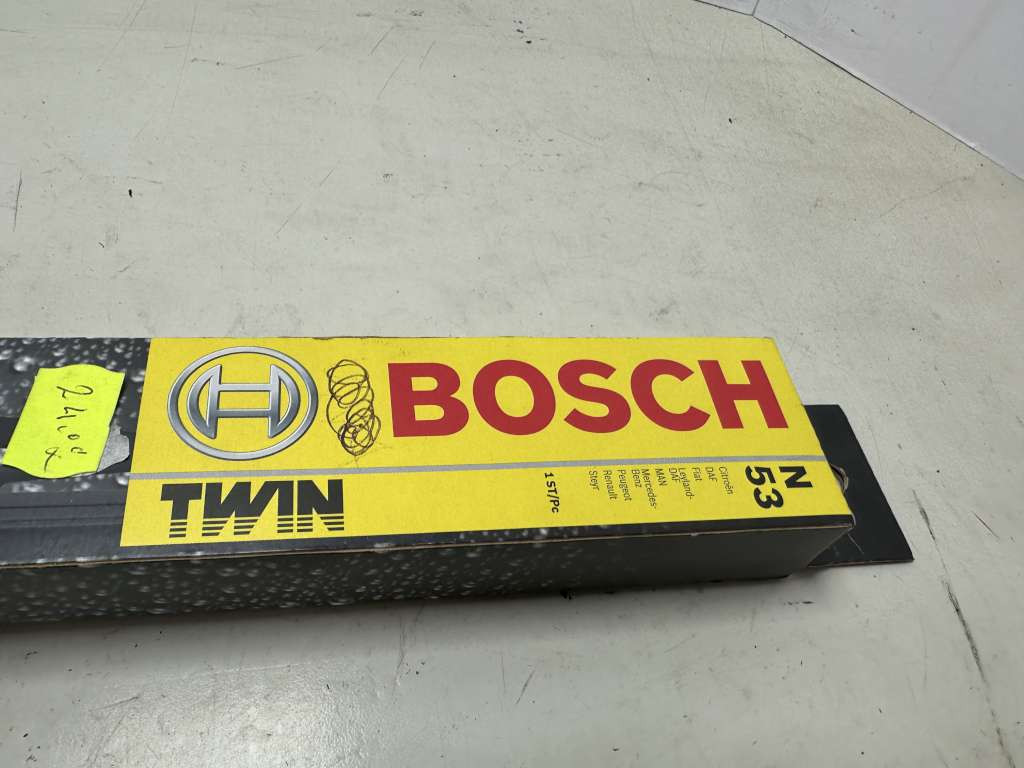 BOSCH
TWIN
N 53
Citroën
DAF
Fiat
Leyland-
DAF
MAN
Mercedes-
Benz
Peugeot
Renault
Steyr
1 ST/Pc